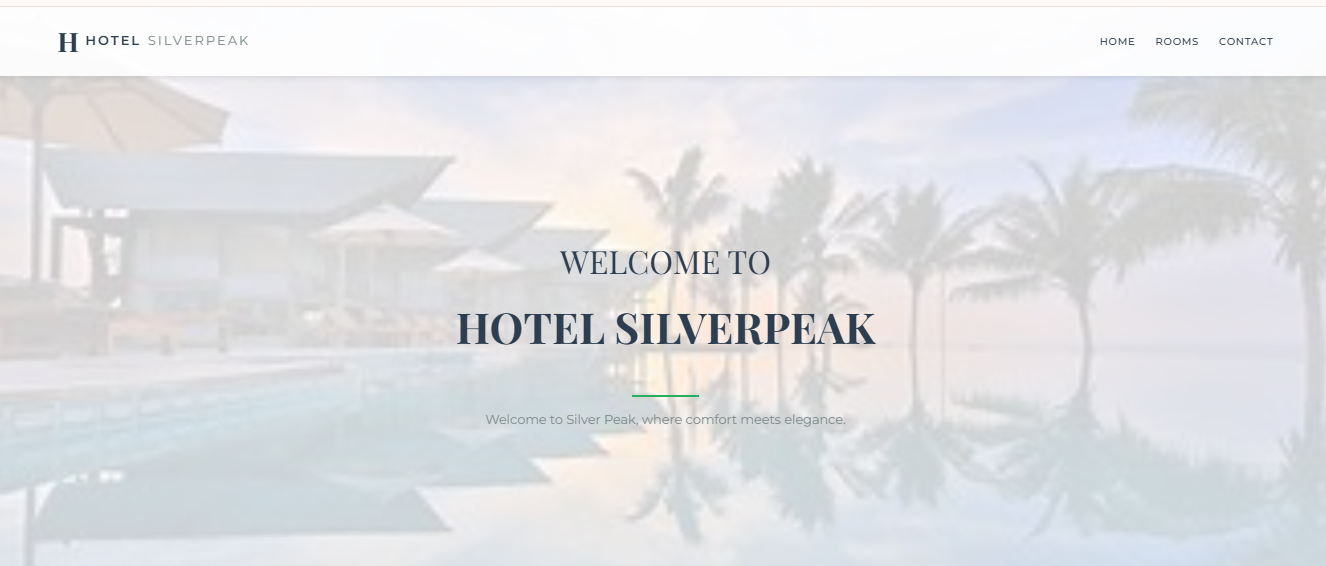 H HOTEL SILVERPEAK
HOME ROOMS CONTACT
WELCOME TO
HOTEL SILVERPEAK
Welcome to Silver Peak, where comfort meets elegance.